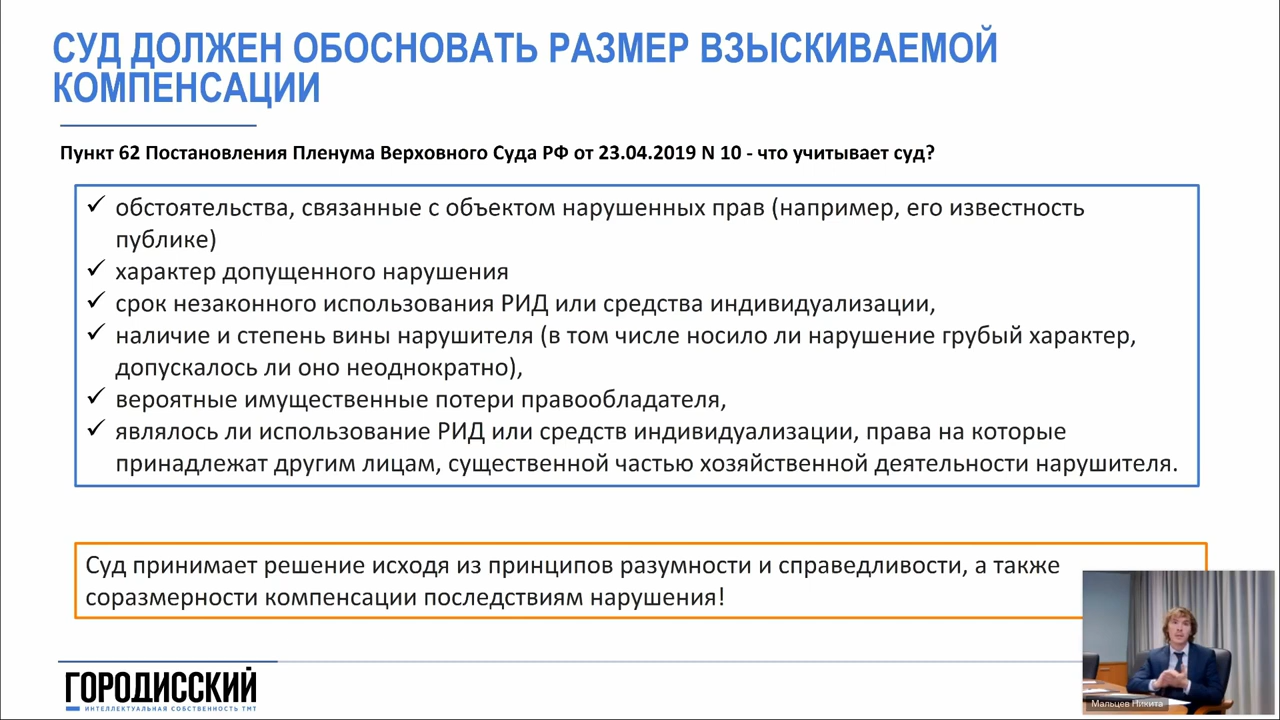 СУД ДОЛЖЕН ОБОСНОВАТЬ РАЗМЕР ВЗЫСКИВАЕМОЙ
КОМПЕНСАЦИИ
Пункт 62 Постановления Пленума Верховного Суда РФ от 23.04.2019 N 10 - что учитывает суд?
✓ обстоятельства, связанные с объектом нарушенных прав (например, его известность
публике)
✓ характер допущенного нарушения
✓ срок незаконного использования РИД или средства индивидуализации,
✓ наличие и степень вины нарушителя (в том числе носило ли нарушение грубый характер,
допускалось ли оно неоднократно),
✓ вероятные имущественные потери правообладателя,
✓ являлось ли использование РИД или средств индивидуализации, права на которые
принадлежат другим лицам, существенной частью хозяйственной деятельности нарушителя.
Суд принимает решение исходя из принципов разумности и справедливости, а также
соразмерности компенсации последствиям нарушения!
ГОРОДИССКИЙ
ИНТЕЛЛЕКТУАЛЬНАЯ СОБСТВЕННОСТЬ ТМТ
Мальцев Никита